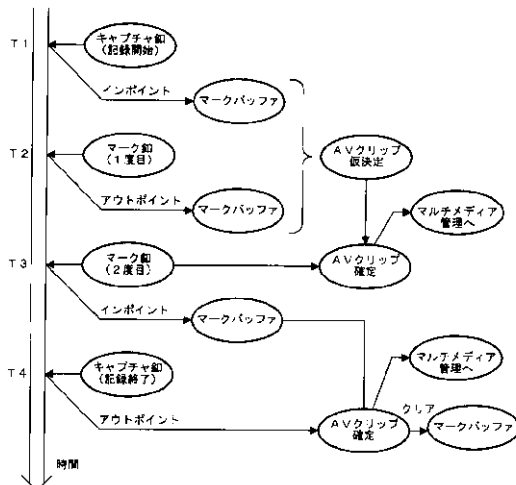 T1
キャプチャ釦
(記録開始)
インポイント
マークバッファ
T2
マーク釦
(1度目)
AVクリップ
仮決定
アウトポイント
マークバッファ
マルチメディア
管理へ
T3
マーク釦
(2度目)
AVクリップ
確定
インポイント
マークバッファ
T4
キャプチャ釦
(記録終了)
マルチメディア
管理へ
アウトポイント
AVクリップ
確定
クリア
マークバッファ
時間